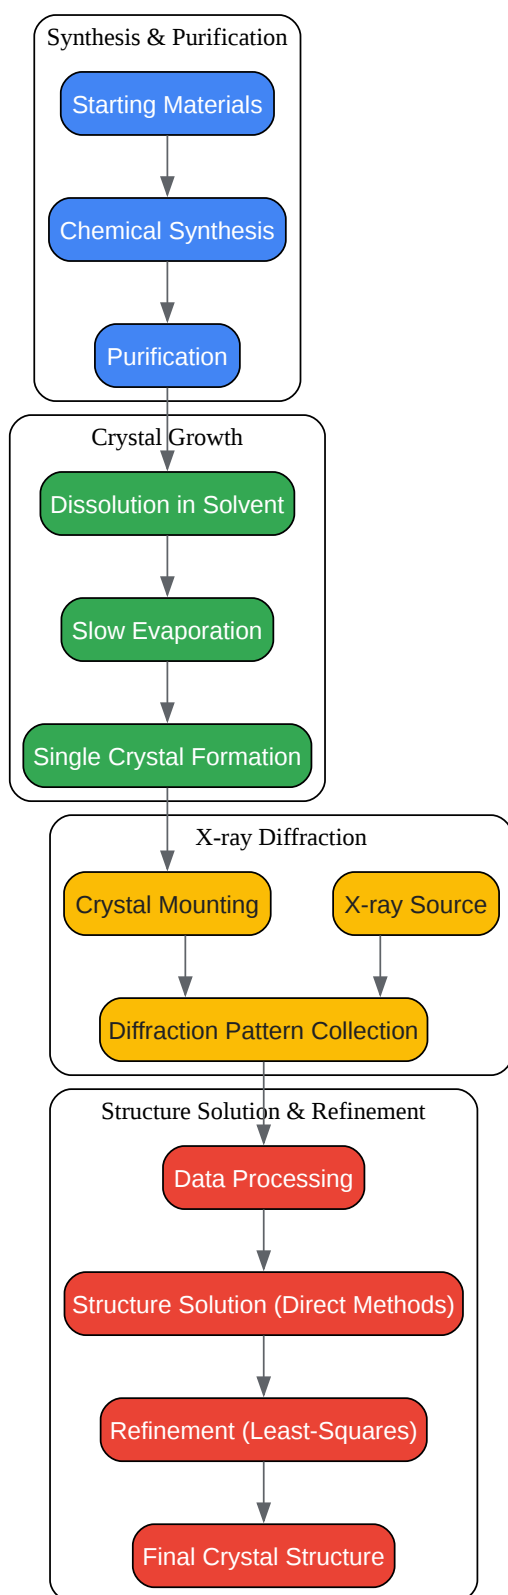 Synthesis & Purification
Starting Materials
Chemical Synthesis
Purification
Crystal Growth
Dissolution in Solvent
Slow Evaporation
Single Crystal Formation
X-ray Diffraction
Crystal Mounting
X-ray Source
Diffraction Pattern Collection
Structure Solution & Refinement
Data Processing
Structure Solution (Direct Methods)
Refinement (Least-Squares)
Final Crystal Structure